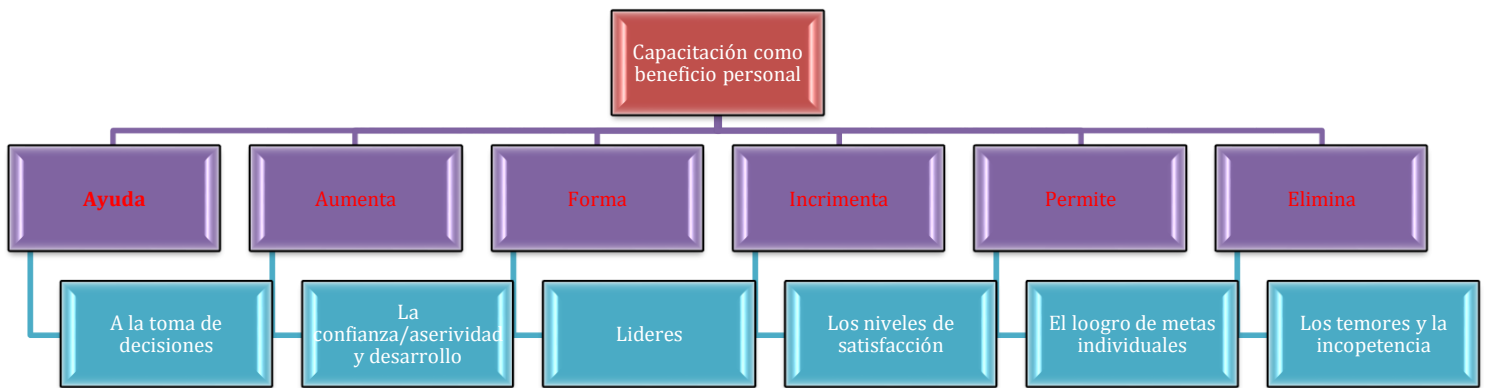 Capacitación como
beneficio personal
Ayuda
Aumenta
Forma
Incrimenta
Permite
Elimina
A la toma de
decisiones
La
confianza/aserividad
y desarrollo
Lideres
Los niveles de
satisfacción
El loogro de metas
individuales
Los temores y la
incopetencia